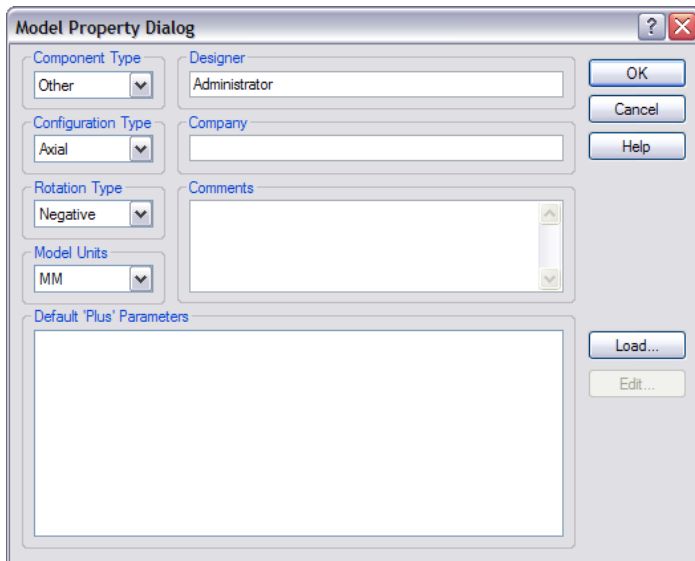 Model Property Dialog
?
Component Type
Other
Designer
Administrator
OK
Cancel
Help
Configuration Type
Axial
Company
Rotation Type
Negative
Comments
Model Units
MM
Default 'Plus' Parameters
Load...
Edit...